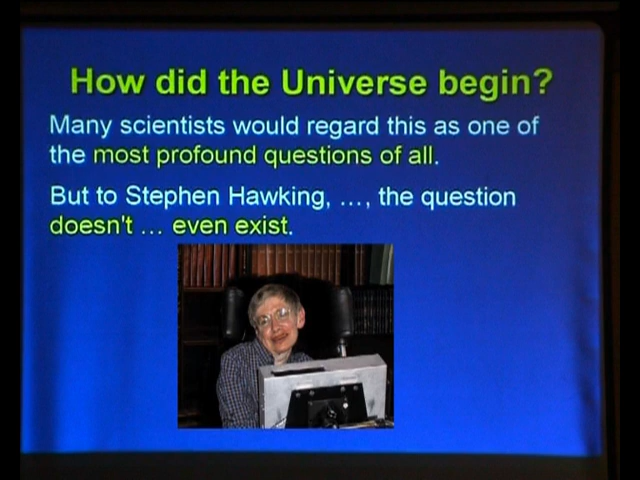 How did the Universe begin?
Many scientists would regard this as one of
the most profound questions of all.
But to Stephen Hawking, …, the question
doesn't … even exist.